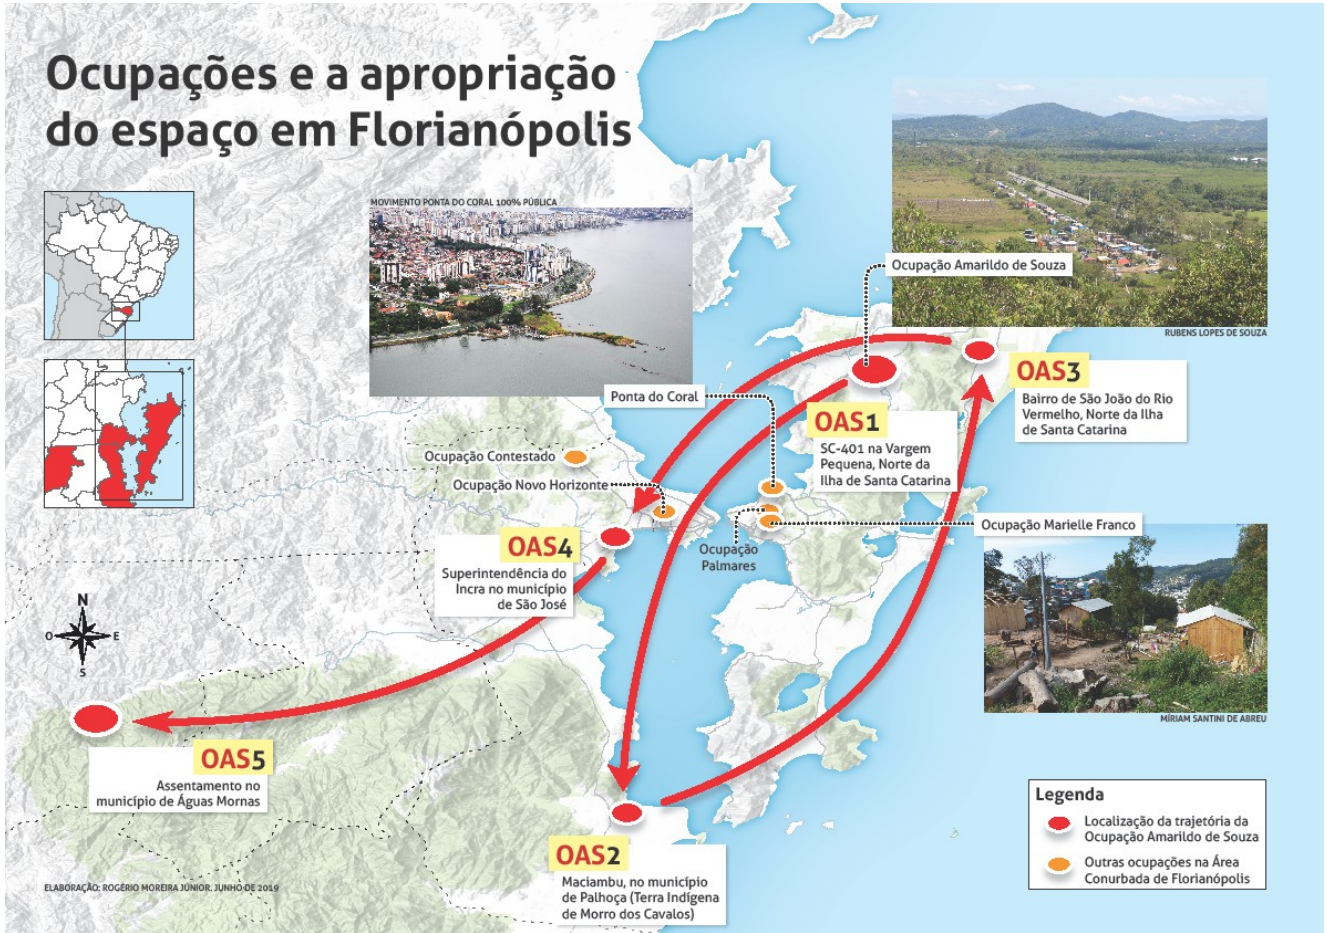 Ocupações e a apropriação
do espaço em Florianópolis
MOVIMENTO PONTA DO CORAL 100% PÚBLICA
Ocupação Amarildo de Souza
RUBENS LOPES DE SOUZA
OAS3
Bairro de São João do Rio
Vermelho, Norte da Ilha
de Santa Catarina
Ponta do Coral
OAS1
SC-401 na Vargem
Pequena, Norte da
Ilha de Santa Catarina
Ocupação Contestado
Ocupação Novo Horizonte
Ocupação Marielle Franco
OAS4
Superintendência do
Incra no município
de São José
Ocupação
Palmares
N
O
E
S
MÍRIAM SANTINI DE ABREU
OAS5
Assentamento no
município de Águas Mornas
OAS2
Maciambu, no município
de Palhoça (Terra Indígena
de Morro dos Cavalos)
Legenda
Localização da trajetória da
Ocupação Amarildo de Souza
Outras ocupações na Área
Conurbada de Florianópolis
ELABORAÇÃO: ROGÉRIO MOREIRA JÚNIOR. JUNHO DE 2019